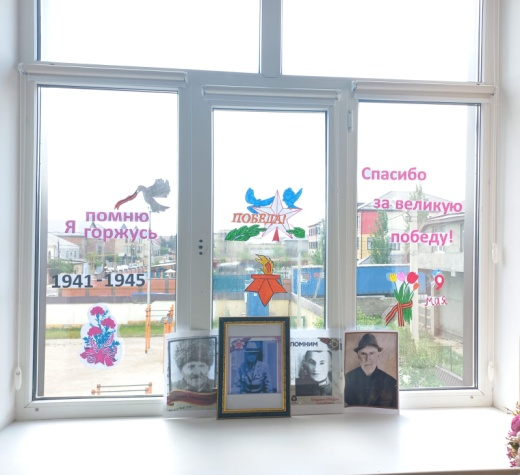 Я помню
горжусь
1941-1945
ПОБЕДА!
Спасибо
за великую
победу!
9
мая
ПОМНИМ